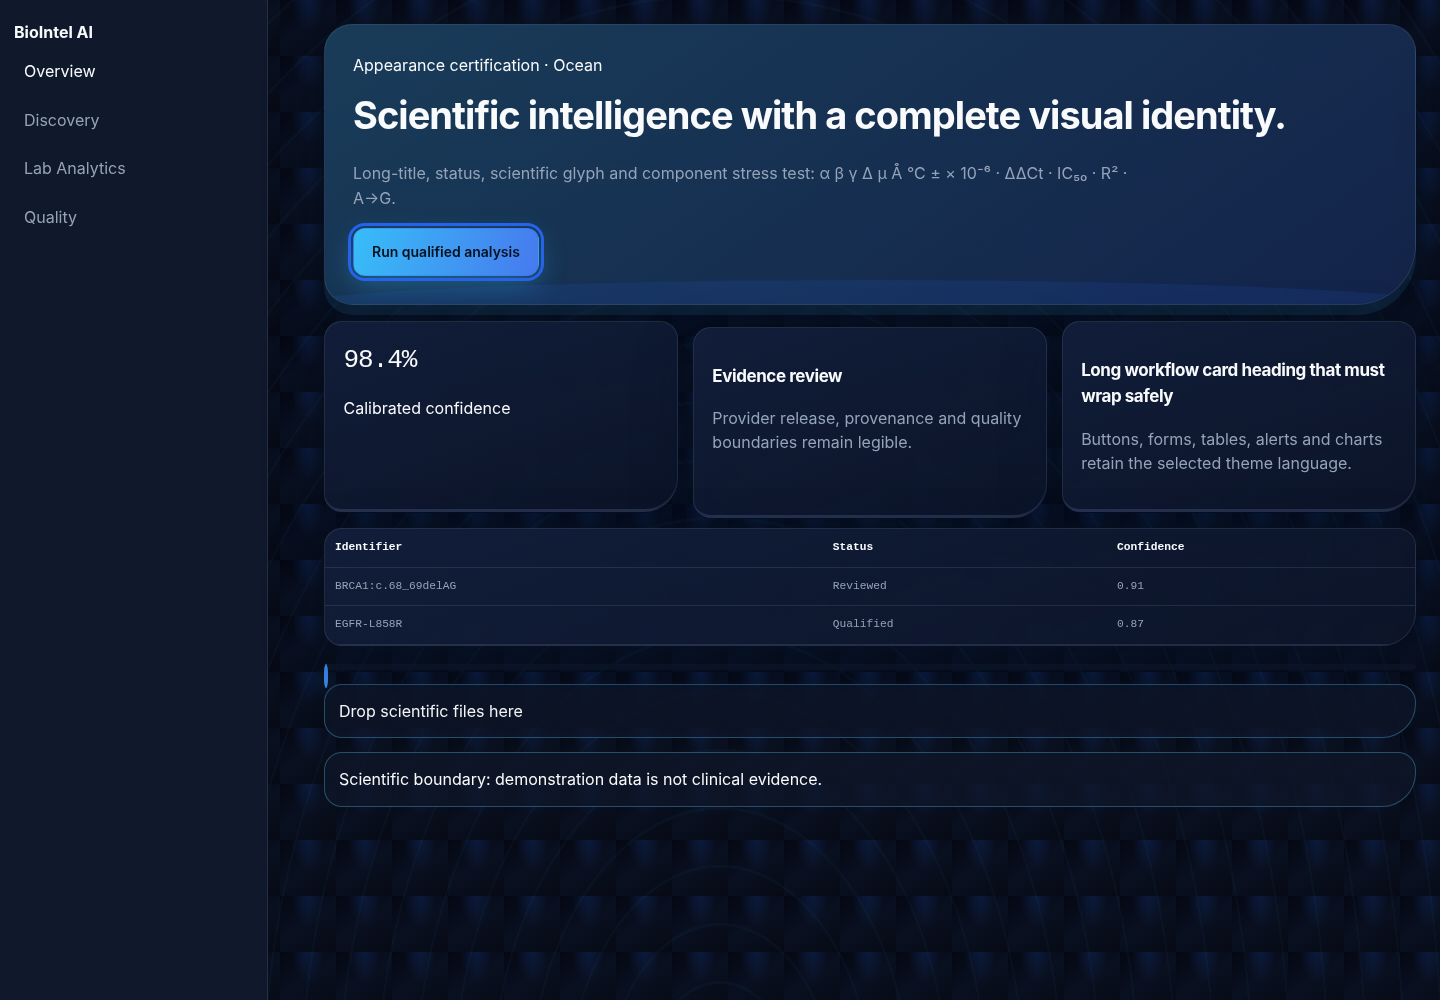 BioIntel AI
Overview
Discovery
Lab Analytics
Quality
Appearance certification · Ocean
Scientific intelligence with a complete visual identity.
Long-title, status, scientific glyph and component stress test: α β γ Δ μ Å °C ± × 10⁻⁶ · ΔΔCt · IC₅₀ · R² ·
A→G.
Run qualified analysis
98.4%
Calibrated confidence
Evidence review
Provider release, provenance and quality
boundaries remain legible.
Long workflow card heading that must
wrap safely
Buttons, forms, tables, alerts and charts
retain the selected theme language.
Identifier Status Confidence
BRCA1:c.68_69delAG Reviewed 0.91
EGFR-L858R Qualified 0.87
Drop scientific files here
Scientific boundary: demonstration data is not clinical evidence.